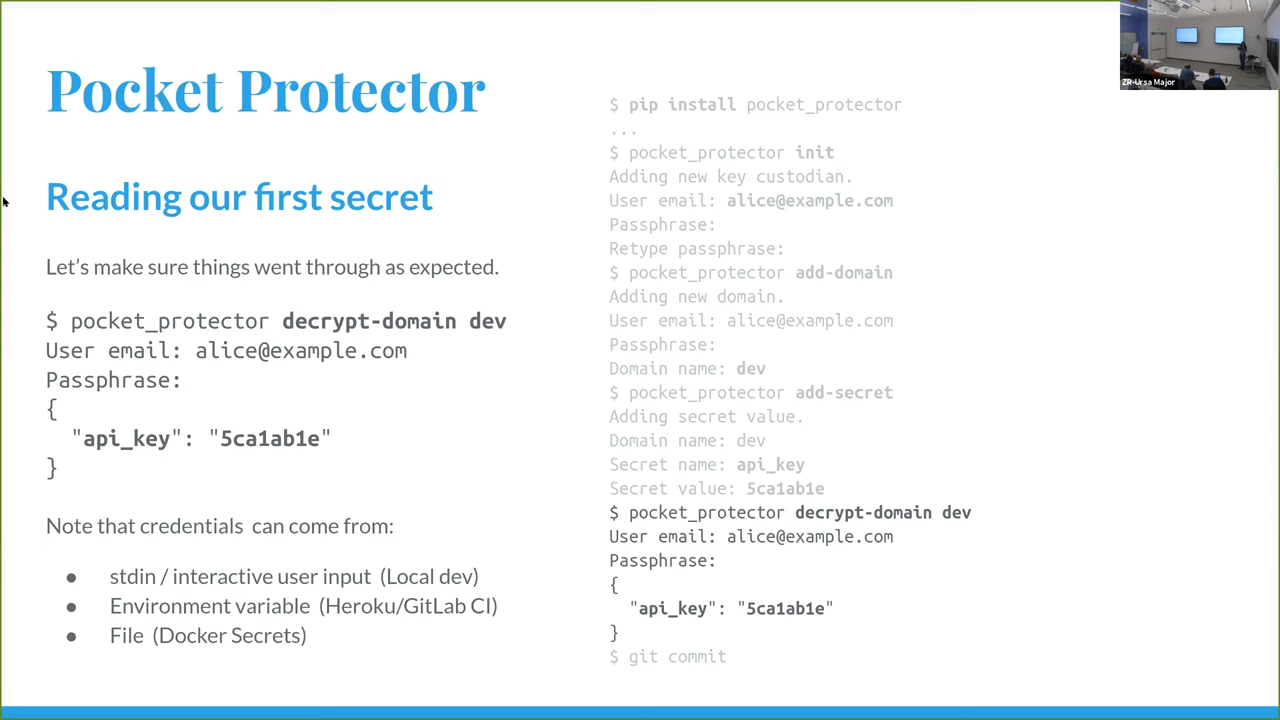 Pocket Protector
Reading our first secret
Let's make sure things went through as expected.
$ pocket_protector decrypt-domain dev
User email: alice@example.com
Passphrase:
{
"api_key": "5ca1ab1e"
}
Note that credentials can come from:
● stdin / interactive user input (Local dev)
● Environment variable (Heroku/GitLab CI)
● File (Docker Secrets)
$ pip install pocket_protector
...
$ pocket_protector init
Adding new key custodian.
User email: alice@example.com
Passphrase:
Retype passphrase:
$ pocket_protector add-domain
Adding new domain.
User email: alice@example.com
Passphrase:
Domain name: dev
$ pocket_protector add-secret
Adding secret value.
Domain name: dev
Secret name: api_key
Secret value: 5ca1ab1e
$ pocket_protector decrypt-domain dev
User email: alice@example.com
Passphrase:
{
"api_key": "5ca1ab1e"
}
$ git commit
ZR-Ursa Major